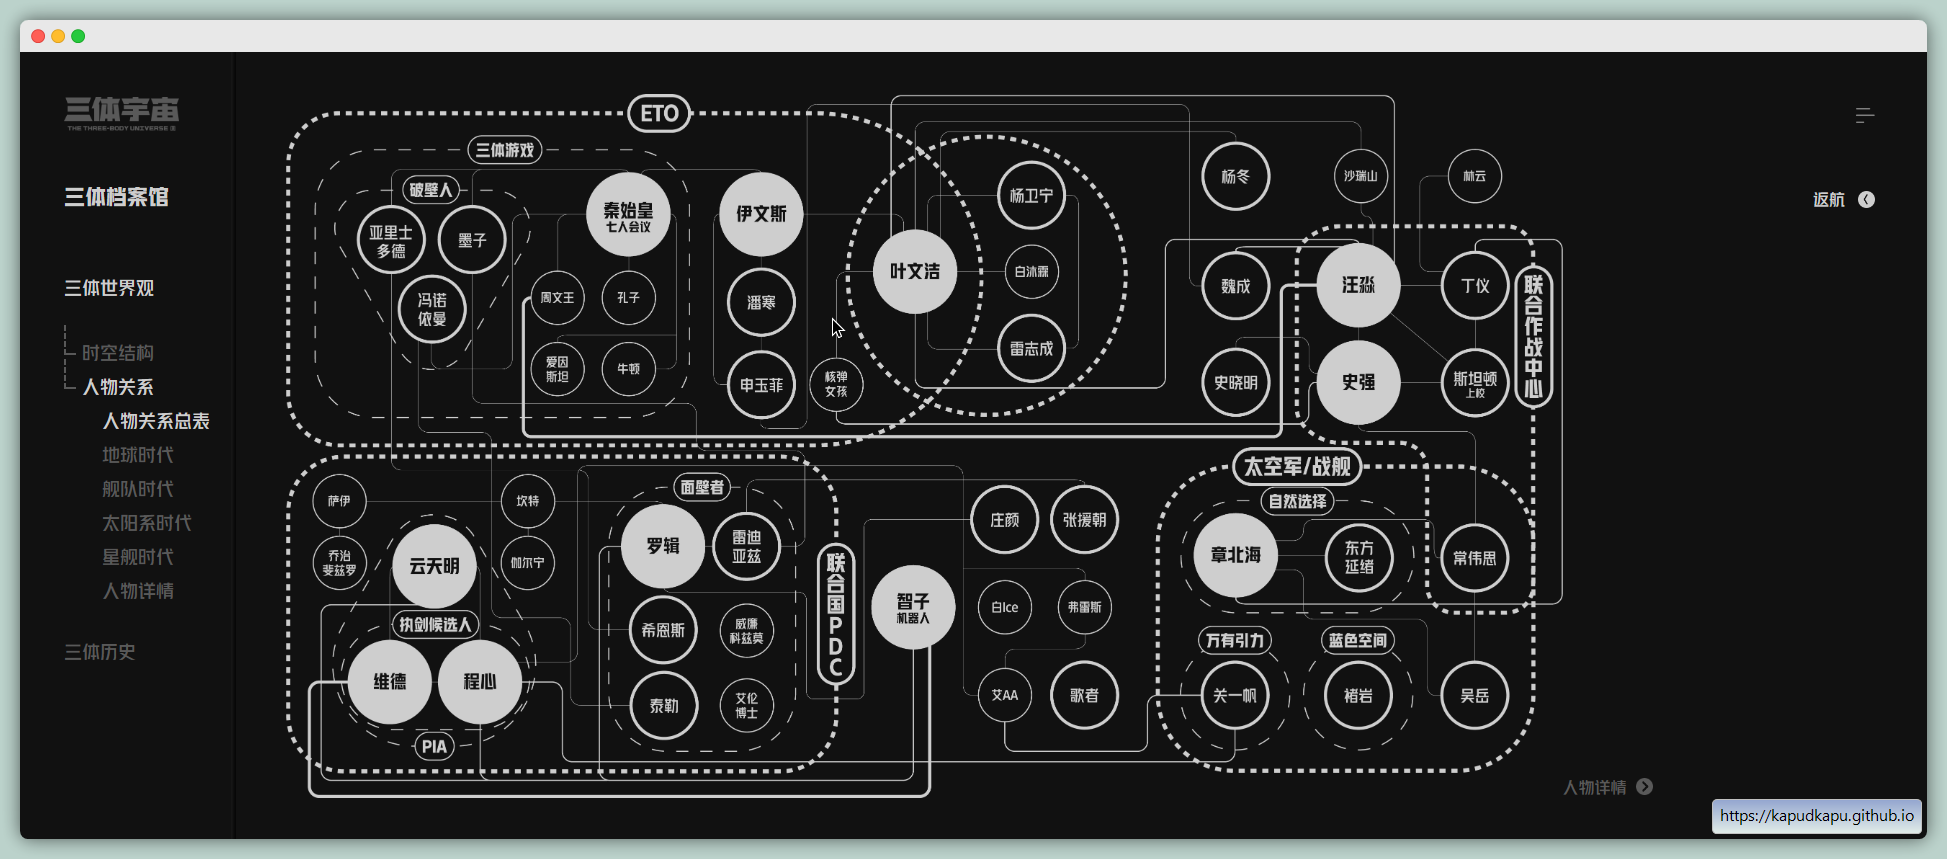 三体宇宙
THE THREE-BODY UNIVERSE
三体档案馆
三体世界观
时空结构
人物关系
人物关系总表
地球时代
舰队时代
太阳系时代
星舰时代
人物详情
三体历史
返航
ETO
三体游戏
破壁人
亚里士
多德
墨子
冯诺
依曼
秦始皇
七人会议
周文王
孔子
爱因
斯坦
牛顿
伊文斯
潘寒
申玉菲
核弹
女孩
叶文洁
杨卫宁
白沐霖
雷志成
杨冬
沙瑞山
林云
魏成
汪淼
丁仪
史晓明
史强
斯坦顿
上校
联合作战中心
萨伊
坎特
乔治
斐兹罗
伽尔宁
云天明
执剑候选人
维德
程心
PIA
面壁者
罗辑
雷迪
亚兹
希恩斯
威廉
科兹莫
泰勒
艾伦
博士
联合国PDC
智子
机器人
庄颜
张援朝
白Ice
弗雷斯
艾AA
歌者
太空军/战舰
自然选择
章北海
东方
延绪
常伟思
万有引力
关一帆
蓝色空间
褚岩
吴岳
人物详情
https://kapudkapu.github.io